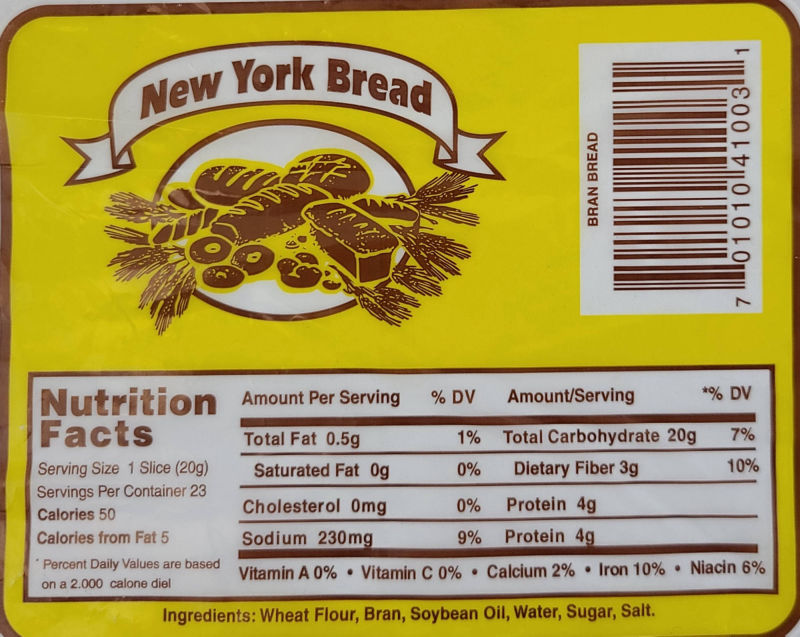 New York Bread
BRAN BREAD
7 01010 41003 1
Nutrition
Facts
Serving Size 1 Slice (20g)
Servings Per Container 23
Calories 50
Calories from Fat 5
* Percent Daily Values are based
on a 2.000 calone diel
Amount Per Serving % DV Amount/Serving *% DV
Total Fat 0.5g 1% Total Carbohydrate 20g 7%
Saturated Fat 0g 0% Dietary Fiber 3g 10%
Cholesterol 0mg 0% Protein 4g
Sodium 230mg 9% Protein 4g
Vitamin A 0% • Vitamin C 0% • Calcium 2% • Iron 10% • Niacin 6%
Ingredients: Wheat Flour, Bran, Soybean Oil, Water, Sugar, Salt.